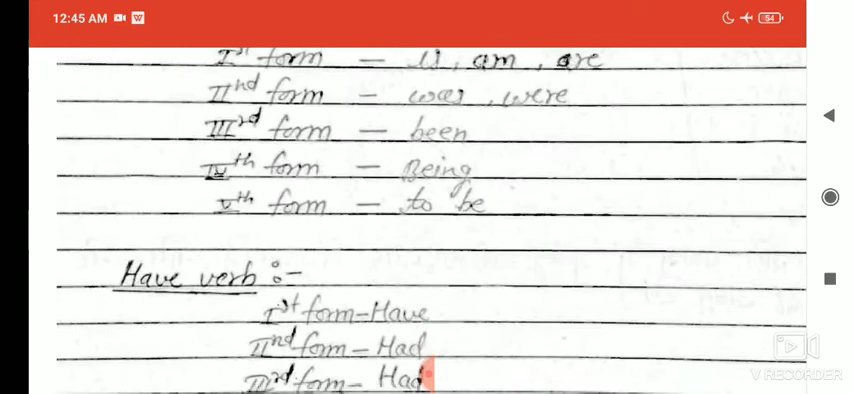 12:45 AM W 54
Ist form - is, am, are
IInd form - was, were
IIIrd form - been
IVth form - Being
Vth form - to be
Have verb :-
Ist form - Have
IInd form - Had
IIIrd form - Had
V RECORDER